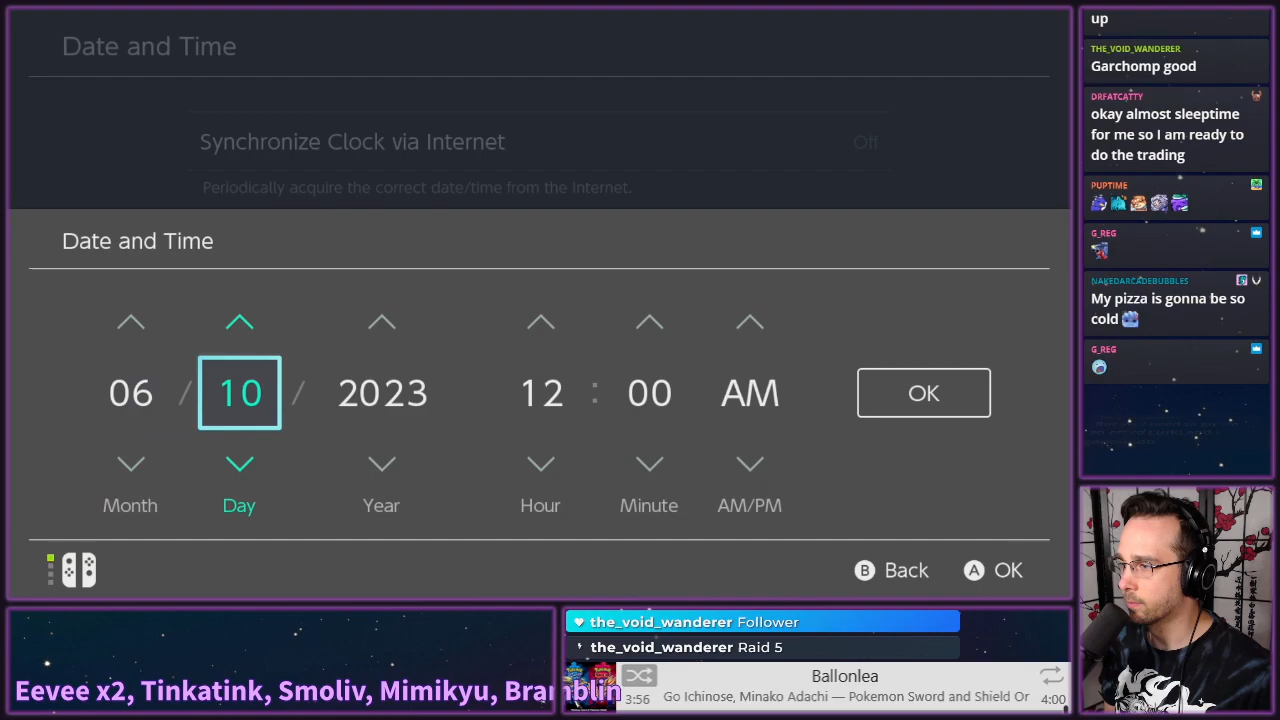 Date and Time
Synchronize Clock via Internet Off
Periodically acquire the correct date/time from the Internet.
Date and Time
06 / 10 / 2023 12 : 00 AM OK
Month Day Year Hour Minute AM/PM
B Back A OK
up
THE_VOID_WANDERER
Garchomp good
DRFATCATTY
okay almost sleeptime
for me so I am ready to
do the trading
PUPTIME
G_REG
NAKEDARCADEBUBBLES
My pizza is gonna be so
cold
G_REG
Eevee x2, Tinkatink, Smoliv, Mimikyu, Bramblin
the_void_wanderer Follower
the_void_wanderer Raid 5
Ballonlea
3:56 Go Ichinose, Minako Adachi — Pokemon Sword and Shield Or 4:00